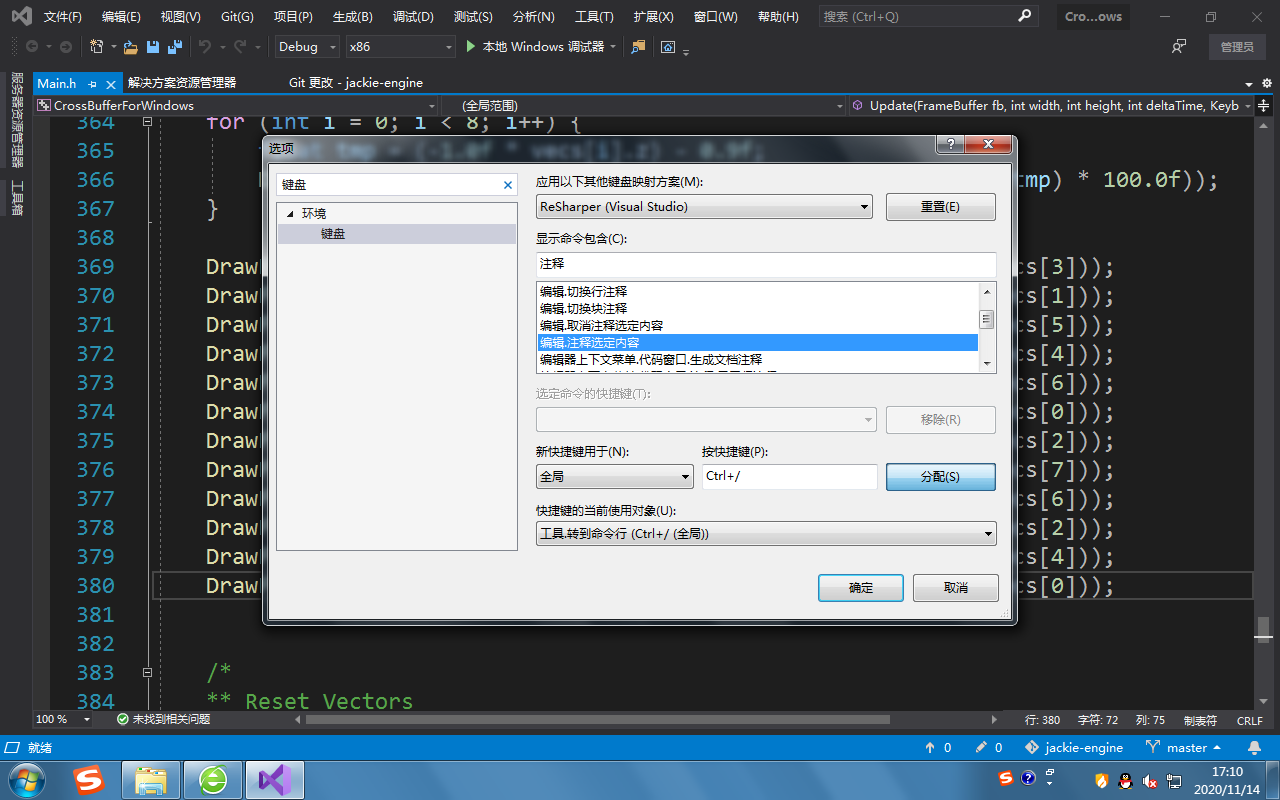 文件(F) 编辑(E) 视图(V) Git(G) 项目(P) 生成(B) 调试(D) 测试(S) 分析(N) 工具(T) 扩展(X) 窗口(W) 帮助(H) 搜索 (Ctrl+Q) Cro...ows
Debug x86 本地 Windows 调试器 管理员
服务器资源管理器
工具箱
Main.h 解决方案资源管理器 Git 更改 - jackie-engine
CrossBufferForWindows (全局范围) Update(FrameBuffer fb, int width, int height, int deltaTime, Keyb
364 for (int i = 0; i < 8; i++) {
365 tmp = (-1.0f * vecs[i].z) - 0.9f;
366 tmp) * 100.0f));
367 }
368
369 Draw cs[3]));
370 Draw cs[1]));
371 Draw cs[5]));
372 Draw cs[4]));
373 Draw cs[6]));
374 Draw cs[0]));
375 Draw cs[2]));
376 Draw cs[7]));
377 Draw cs[6]));
378 Draw cs[2]));
379 Draw cs[4]));
380 Draw cs[0]));
381
382
383 /*
384 ** Reset Vectors
选项
键盘
环境
键盘
应用以下其他键盘映射方案(M):
ReSharper (Visual Studio) 重置(E)
显示命令包含(C):
注释
编辑.切换行注释
编辑.切换块注释
编辑.取消注释选定内容
编辑.注释选定内容
编辑器上下文菜单.代码窗口.生成文档注释
选定命令的快捷键(T):
移除(R)
新快捷键用于(N): 按快捷键(P):
全局 Ctrl+/ 分配(S)
快捷键的当前使用对象(U):
工具.转到命令行 (Ctrl+/ (全局))
确定 取消
100 % 未找到相关问题 行: 380 字符: 72 列: 75 制表符 CRLF
就绪 0 0 jackie-engine master
17:10
2020/11/14